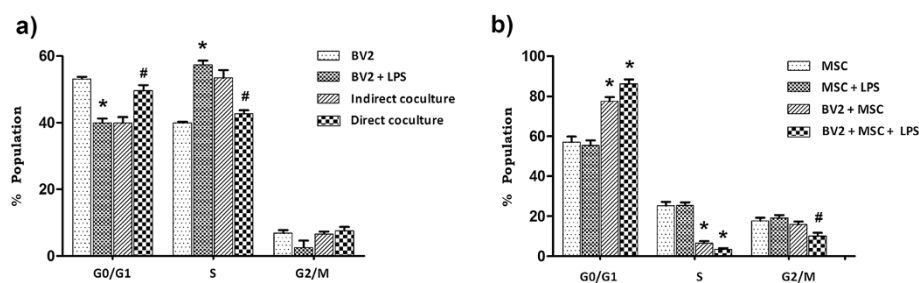 a)
% Population
60
40
20
0
*
#
*
#
G0/G1
S
G2/M
BV2
BV2 + LPS
Indirect coculture
Direct coculture
b)
% Population
100
80
60
40
20
0
*
*
*
*
#
G0/G1
S
G2/M
MSC
MSC + LPS
BV2 + MSC
BV2 + MSC + LPS